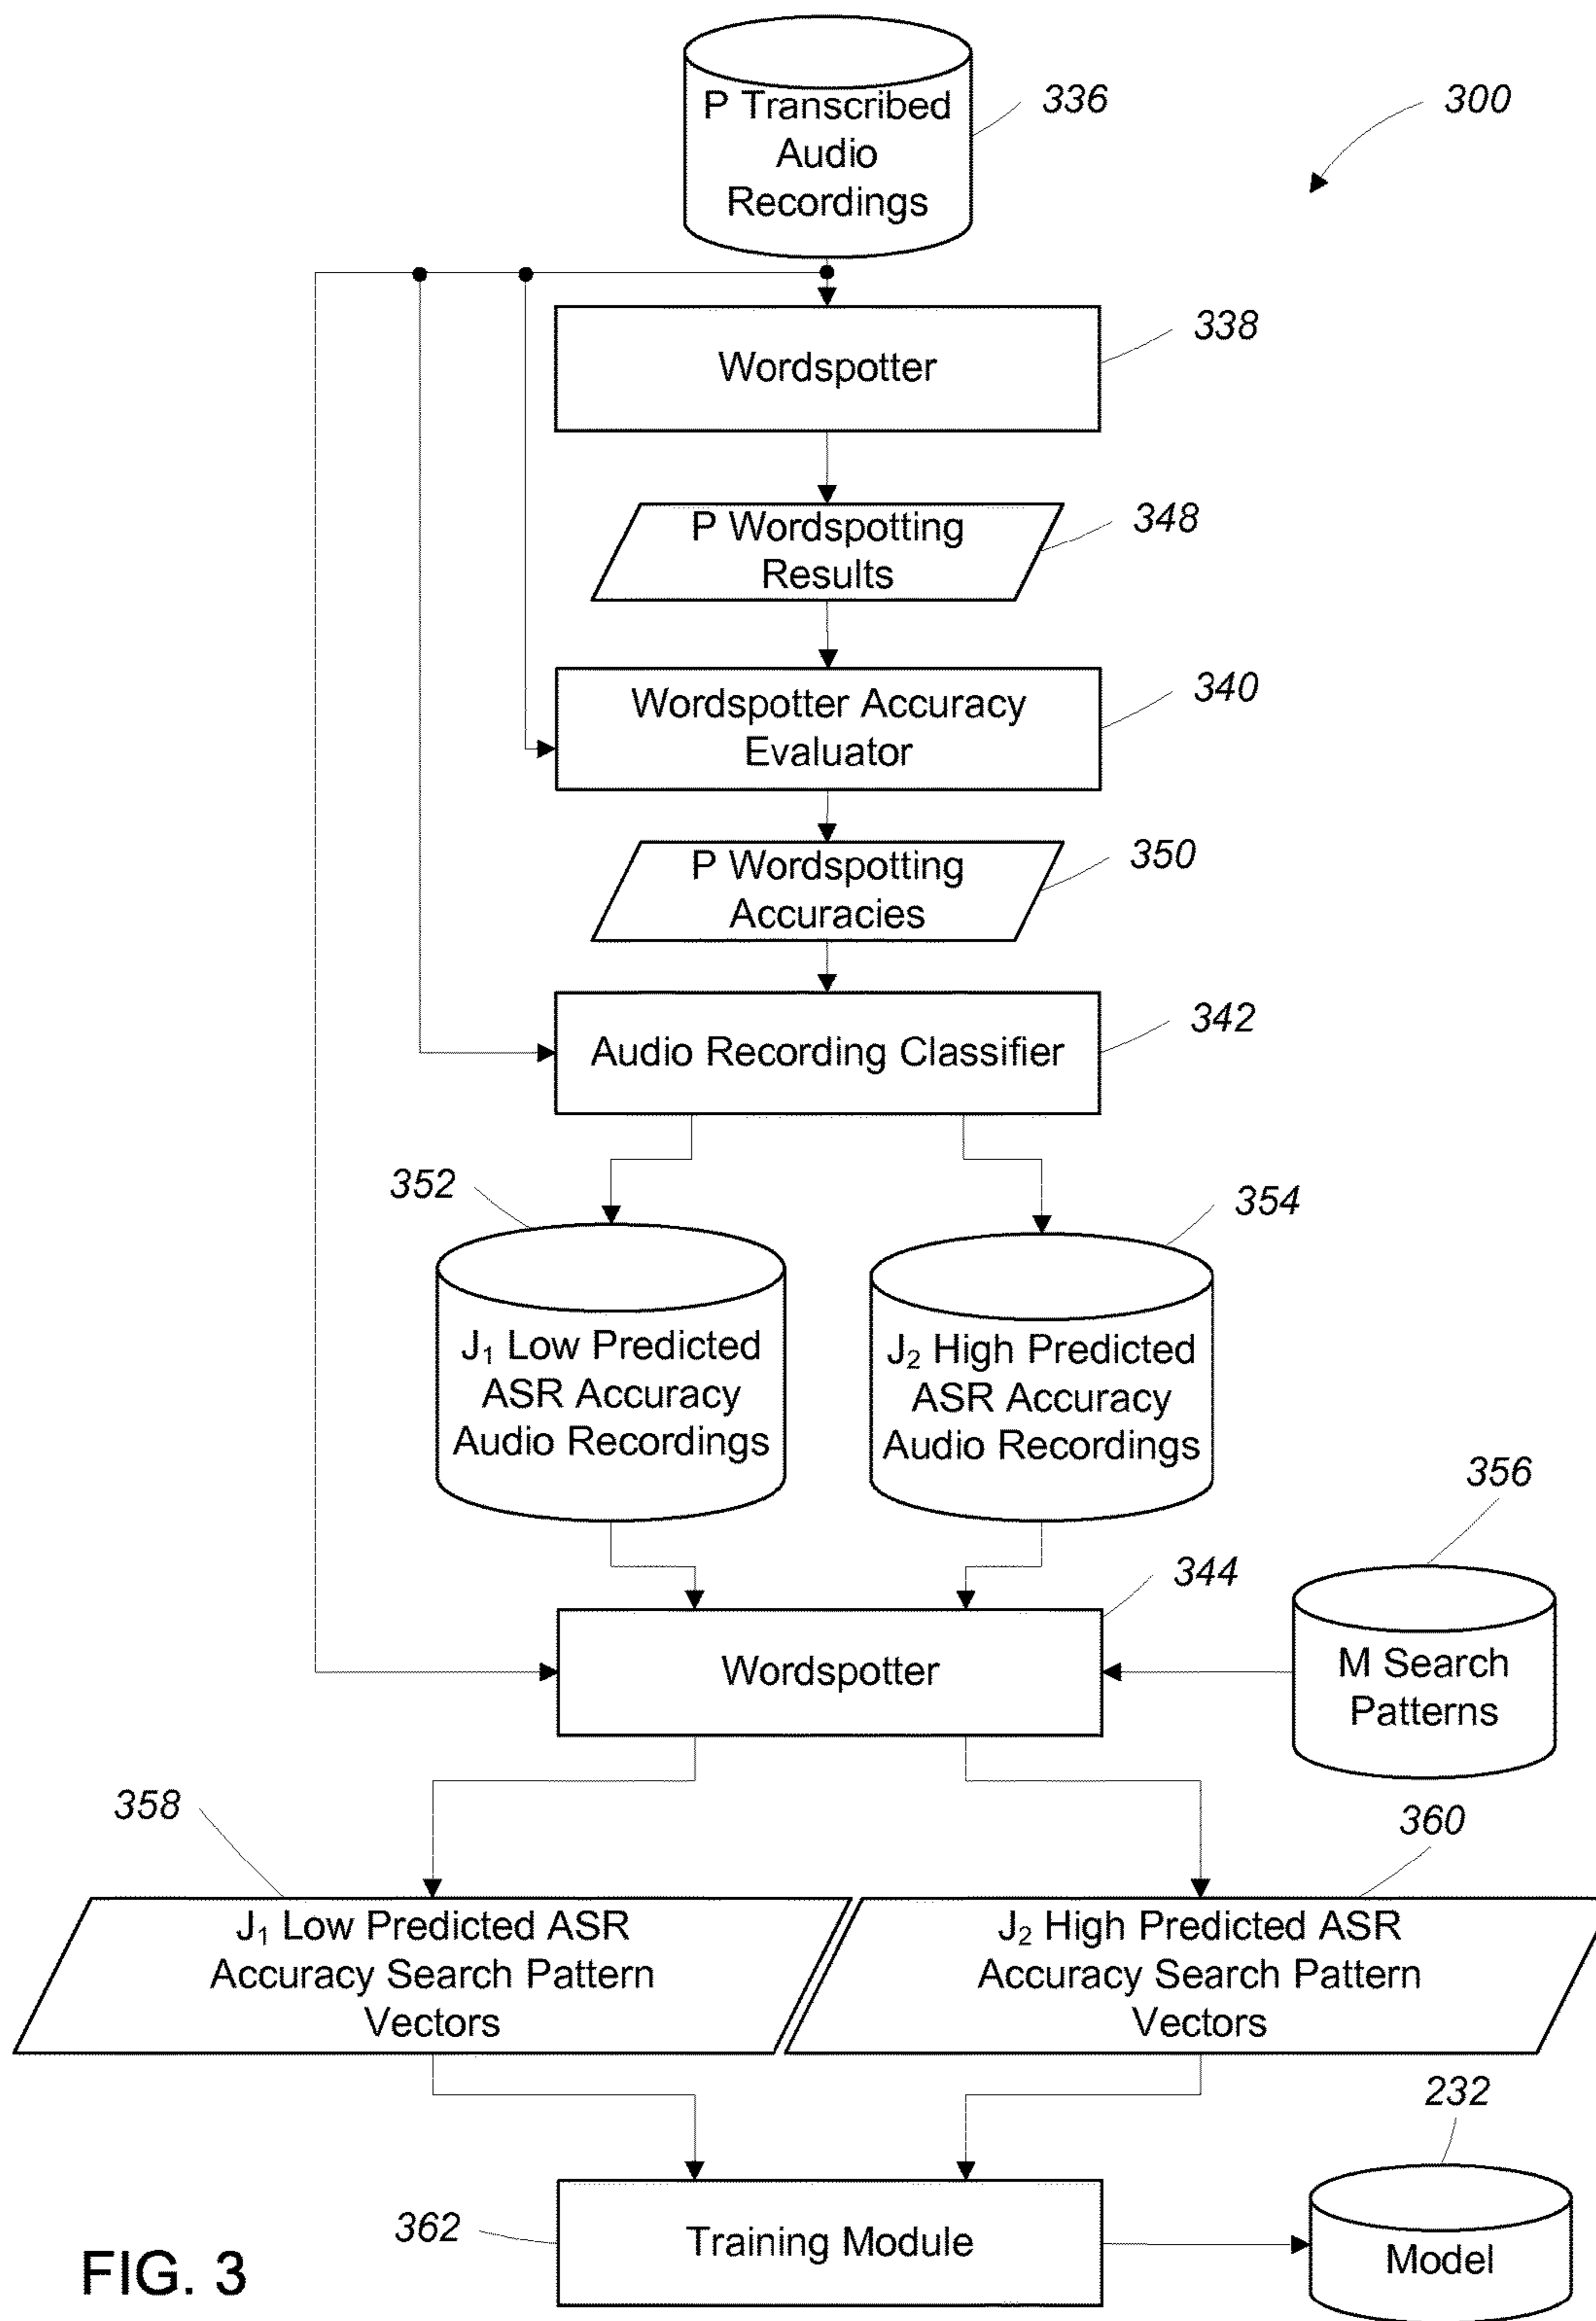 P Transcribed
Audio
Recordings
336
300
Wordspotter
338
P Wordspotting
Results
348
Wordspotter Accuracy
Evaluator
340
P Wordspotting
Accuracies
350
Audio Recording Classifier
342
352
354
J₁ Low Predicted
ASR Accuracy
Audio Recordings
J₂ High Predicted
ASR Accuracy
Audio Recordings
356
344
Wordspotter
M Search
Patterns
358
360
J₁ Low Predicted ASR
Accuracy Search Pattern
Vectors
J₂ High Predicted ASR
Accuracy Search Pattern
Vectors
232
362
Training Module
Model
FIG. 3